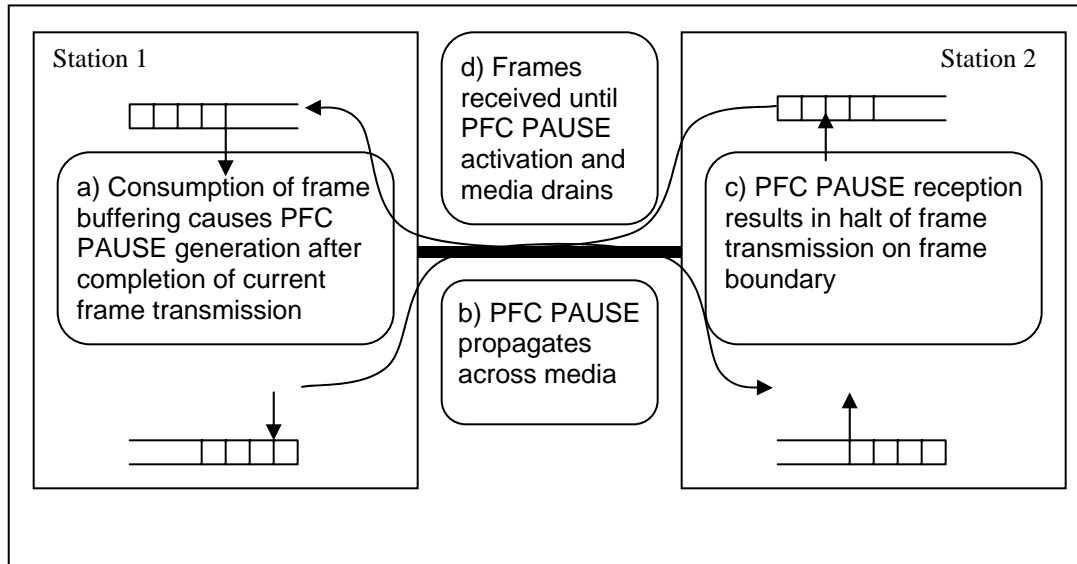 Station 1
Station 2
d) Frames
received until
PFC PAUSE
activation and
media drains
a) Consumption of frame
buffering causes PFC
PAUSE generation after
completion of current
frame transmission
c) PFC PAUSE reception
results in halt of frame
transmission on frame
boundary
b) PFC PAUSE
propagates
across media